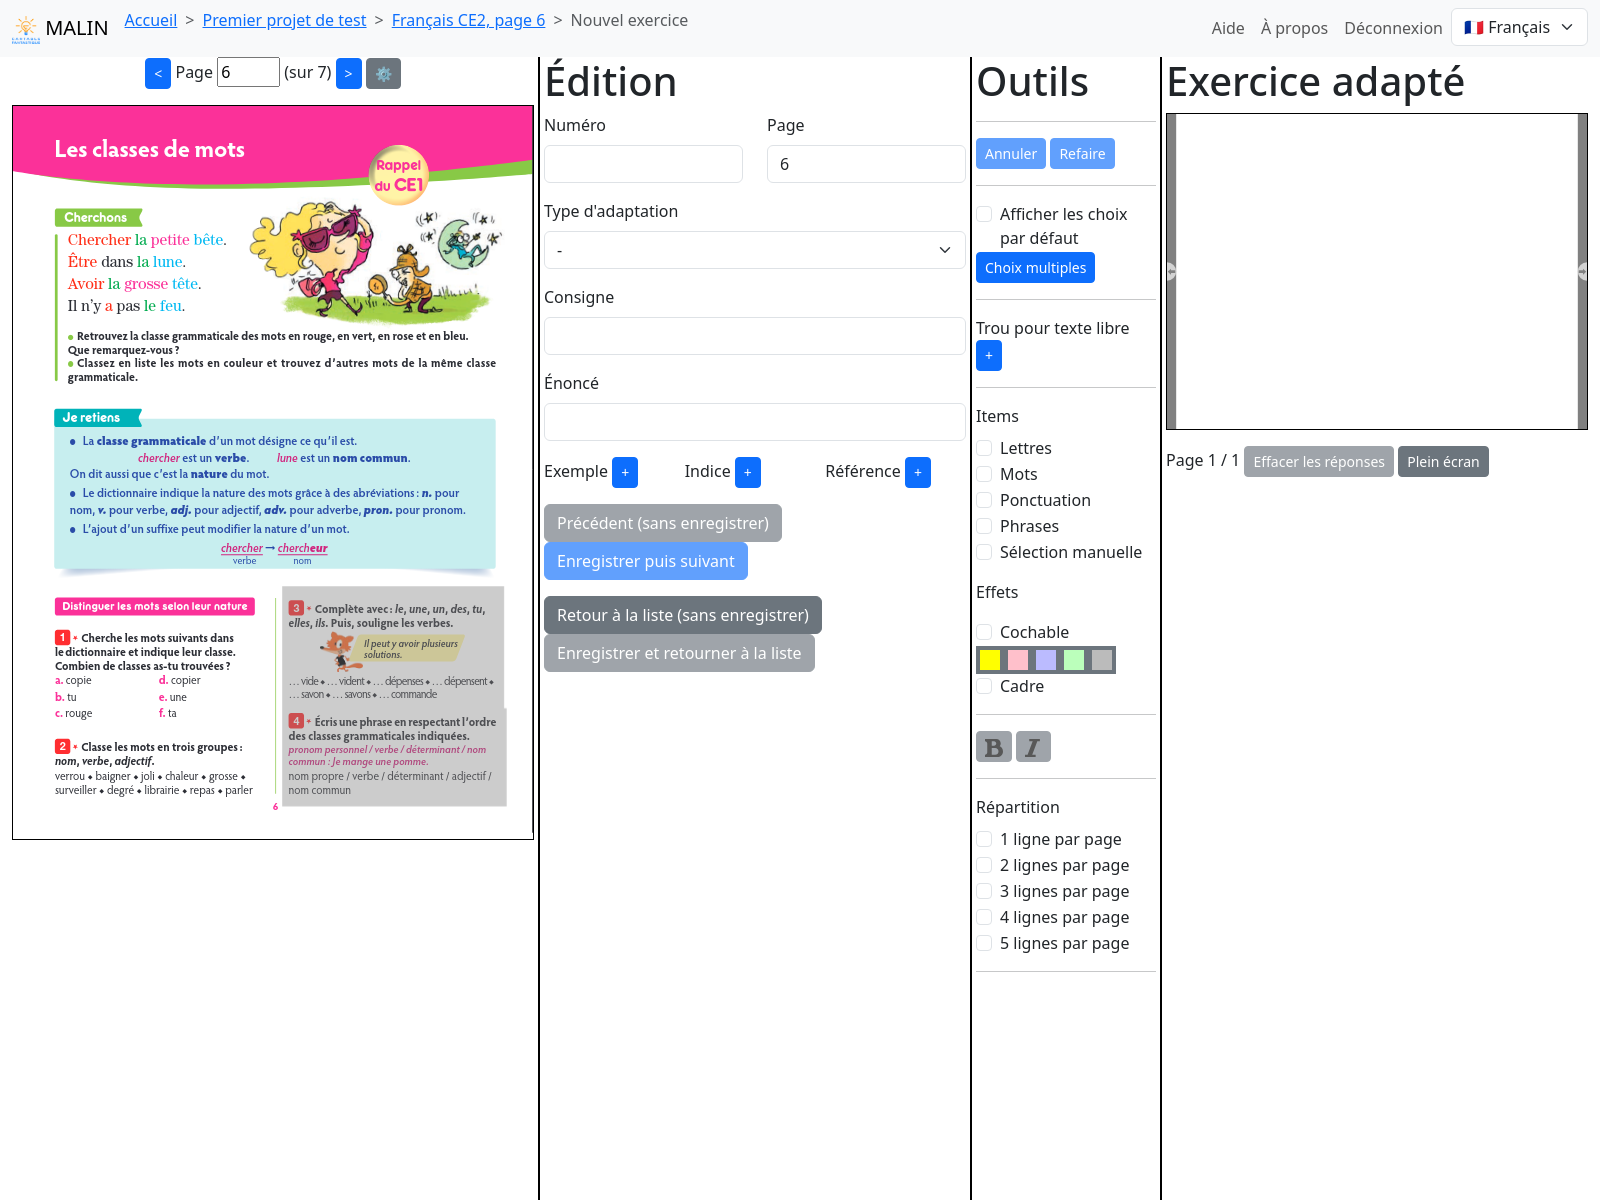 MALIN
Accueil > Premier projet de test > Français CE2, page 6 > Nouvel exercice
Aide À propos Déconnexion 🇫🇷 Français
< Page 6 (sur 7) > ⚙️
Les classes de mots
Rappel
du CE1
Cherchons
Chercher la petite bête.
Être dans la lune.
Avoir la grosse tête.
Il n'y a pas le feu.
• Retrouvez la classe grammaticale des mots en rouge, en vert, en rose et en bleu.
Que remarquez-vous ?
• Classez en liste les mots en couleur et trouvez d'autres mots de la même classe
grammaticale.
Je retiens
• La classe grammaticale d'un mot désigne ce qu'il est.
chercher est un verbe. lune est un nom commun.
On dit aussi que c'est la nature du mot.
• Le dictionnaire indique la nature des mots grâce à des abréviations : n. pour
nom, v. pour verbe, adj. pour adjectif, adv. pour adverbe, pron. pour pronom.
• L'ajout d'un suffixe peut modifier la nature d'un mot.
chercher → chercheur
verbe nom
Distinguer les mots selon leur nature
1 * Cherche les mots suivants dans
le dictionnaire et indique leur classe.
Combien de classes as-tu trouvées ?
a. copie d. copier
b. tu e. une
c. rouge f. ta
2 * Classe les mots en trois groupes :
nom, verbe, adjectif.
verrou ◆ baigner ◆ joli ◆ chaleur ◆ grosse ◆
surveiller ◆ degré ◆ librairie ◆ repas ◆ parler
3 * Complète avec : le, une, un, des, tu,
elles, ils. Puis, souligne les verbes.
Il peut y avoir plusieurs
solutions.
… vide ◆ … vident ◆ … dépenses ◆ … dépensent ◆
… savon ◆ … savons ◆ … commande
4 * Écris une phrase en respectant l'ordre
des classes grammaticales indiquées.
pronom personnel / verbe / déterminant / nom
commun : Je mange une pomme.
nom propre / verbe / déterminant / adjectif /
nom commun
6
Édition
Numéro Page
6
Type d'adaptation
-
Consigne
Énoncé
Exemple + Indice + Référence +
Précédent (sans enregistrer)
Enregistrer puis suivant
Retour à la liste (sans enregistrer)
Enregistrer et retourner à la liste
Outils
Annuler Refaire
Afficher les choix
par défaut
Choix multiples
Trou pour texte libre
+
Items
Lettres
Mots
Ponctuation
Phrases
Sélection manuelle
Effets
Cochable
Cadre
B I
Répartition
1 ligne par page
2 lignes par page
3 lignes par page
4 lignes par page
5 lignes par page
Exercice adapté
Page 1 / 1 Effacer les réponses Plein écran